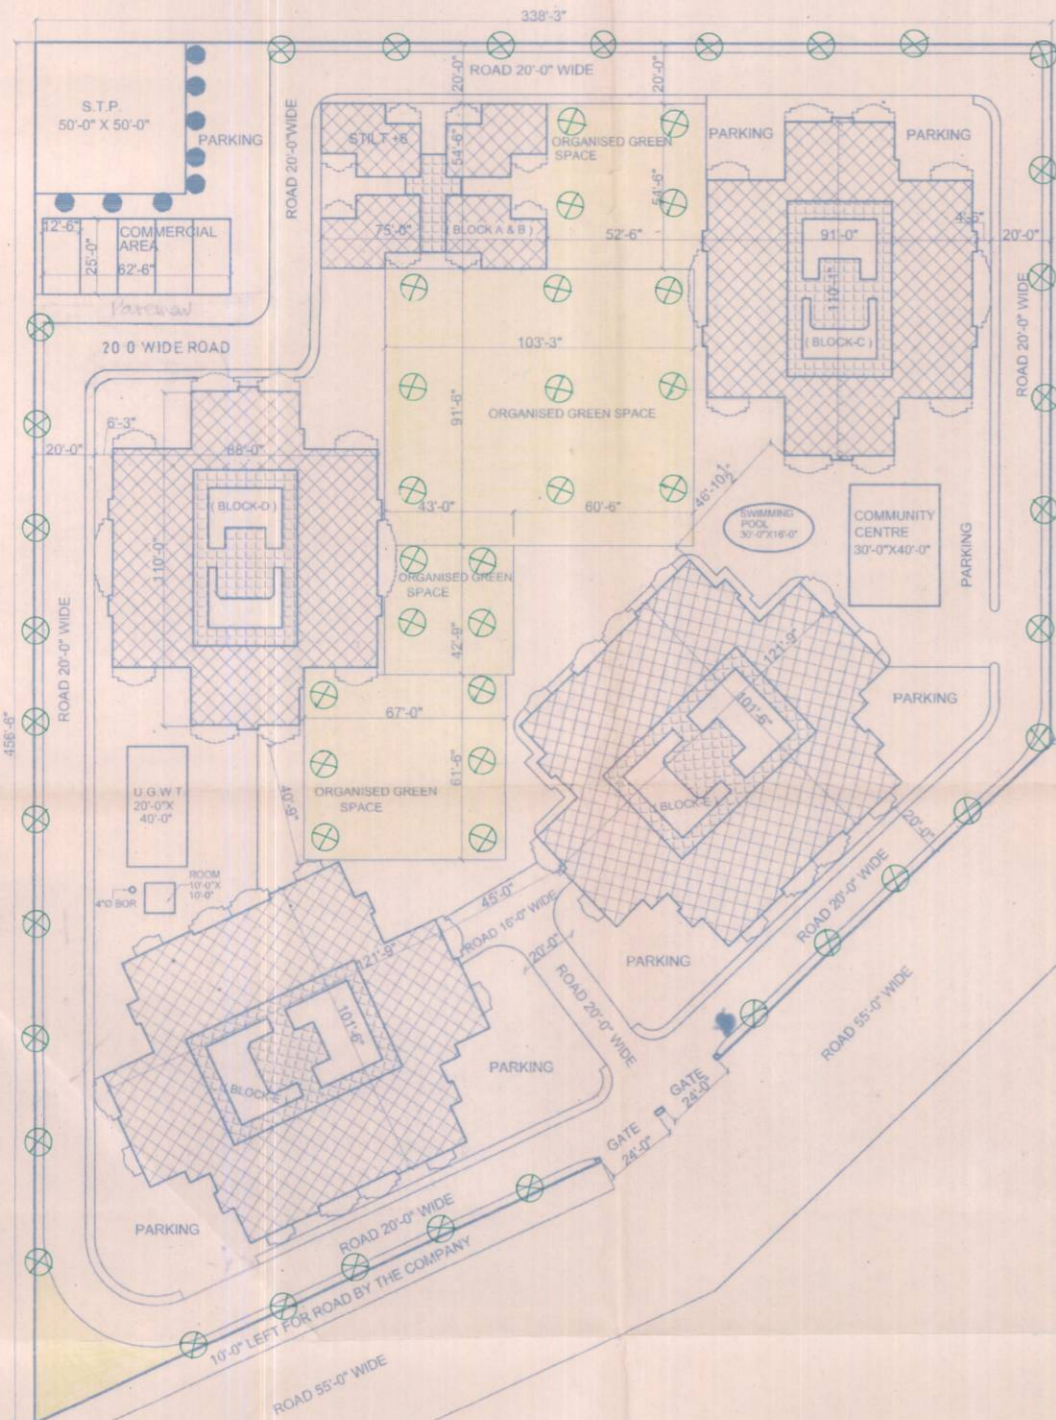 338'-3"
ROAD 20'-0" WIDE
20'-0"
20'-0"
S.T.P.
50'-0" X 50'-0"
PARKING
ROAD 20'-0" WIDE
STILT +6
54'-6"
ORGANISED GREEN
SPACE
54'-6"
PARKING
PARKING
12'-6"
COMMERCIAL
AREA
25'-0"
62'-6"
75'-0"
( BLOCK A & B )
52'-6"
91'-0"
4'-6"
20'-0"
110'-1"
( BLOCK-C )
ROAD 20'-0" WIDE
20 0 WIDE ROAD
103'-3"
91'-6"
ORGANISED GREEN SPACE
6'-3"
20'-0"
88'-0"
( BLOCK-D )
110'-0"
43'-0"
60'-6"
46'-10½"
SWIMMING
POOL
30'-0"X16'-0"
COMMUNITY
CENTRE
30'-0"X40'-0"
PARKING
ORGANISED GREEN
SPACE
42'-9"
ROAD 20'-0" WIDE
456'-6"
121'-9"
101'-6"
( BLOCK-E )
PARKING
67'-0"
61'-6"
ORGANISED GREEN
SPACE
U.G.W.T
20'-0"X
40'-0"
40'-9"
20'-0"
ROOM
10'-0"X
10'-0"
4"O BOR
45'-0"
ROAD 16'-0" WIDE
20'-0"
ROAD 20'-0" WIDE
PARKING
ROAD 20'-0" WIDE
ROAD 55'-0" WIDE
121'-9"
101'-6"
PARKING
GATE
24'-0"
GATE
24'-0"
PARKING
ROAD 20'-0" WIDE
10'-0" LEFT FOR ROAD BY THE COMPANY
ROAD 55'-0" WIDE